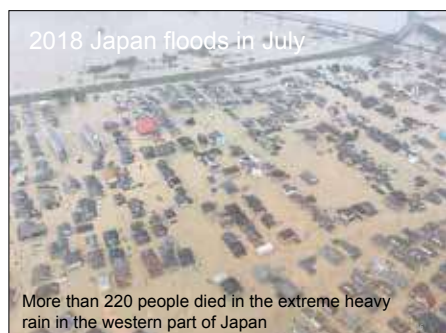 2018 Japan floods in July
More than 220 people died in the extreme heavy
rain in the western part of Japan